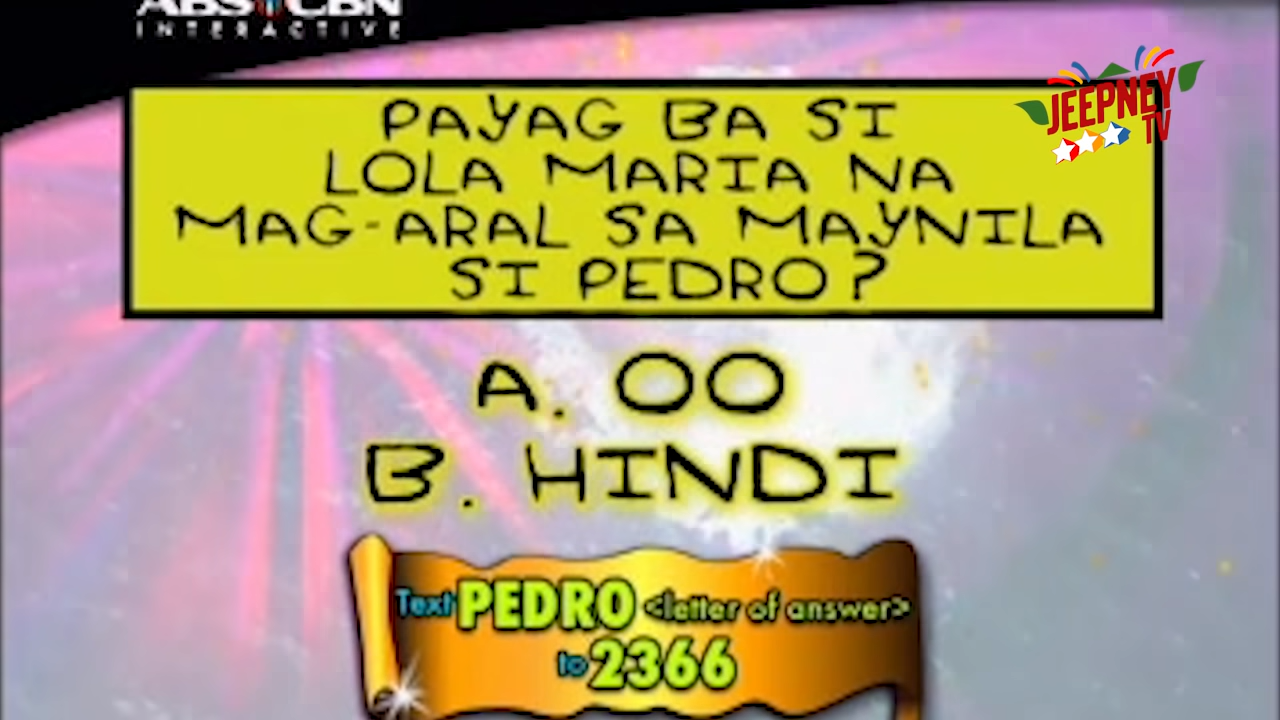 ABS-CBN
INTERACTIVE
JEEPNEY
TV
PAYAG BA SI
LOLA MARIA NA
MAG-ARAL SA MAYNILA
SI PEDRO?
A. OO
B. HINDI
Text PEDRO <letter of answer>
to 2366